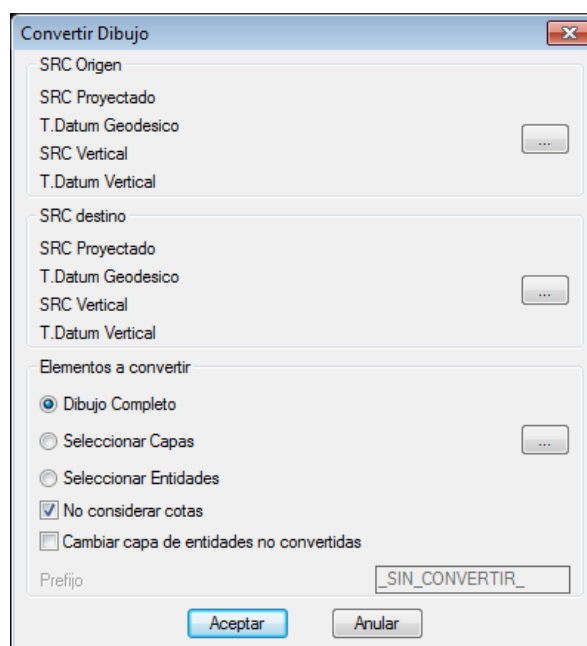 Convertir Dibujo
SRC Origen
SRC Proyectado
T.Datum Geodesico
...
SRC Vertical
T.Datum Vertical
SRC destino
SRC Proyectado
T.Datum Geodesico
...
SRC Vertical
T.Datum Vertical
Elementos a convertir
Dibujo Completo
Seleccionar Capas ...
Seleccionar Entidades
No considerar cotas
Cambiar capa de entidades no convertidas
Prefijo _SIN_CONVERTIR_
Aceptar Anular